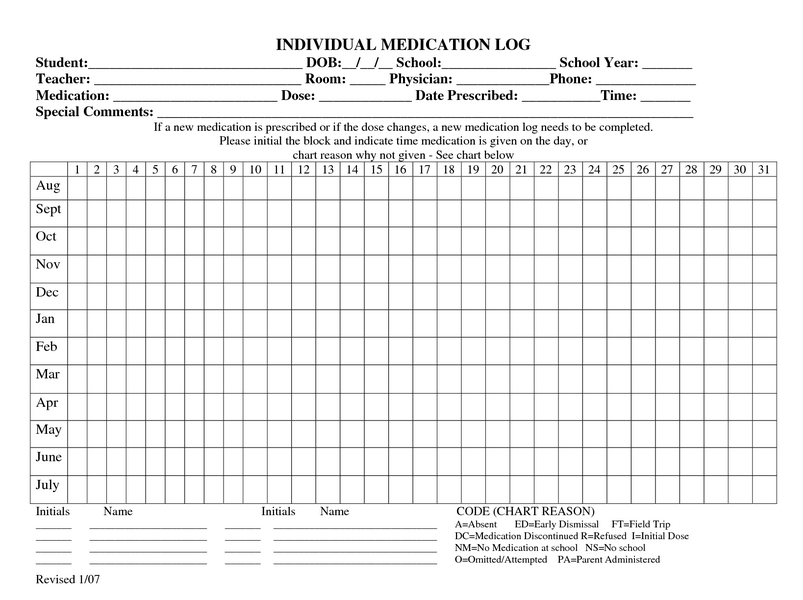 INDIVIDUAL MEDICATION LOG
Student:______________________________ DOB:__/__/__ School:________________ School Year: _______
Teacher: _____________________________ Room: _____ Physician: _____________Phone: ______________
Medication: _______________________ Dose: _____________ Date Prescribed: ___________Time: _______
Special Comments: ___________________________________________________________________________
If a new medication is prescribed or if the dose changes, a new medication log needs to be completed.
Please initial the block and indicate time medication is given on the day, or
chart reason why not given - See chart below
1 2 3 4 5 6 7 8 9 10 11 12 13 14 15 16 17 18 19 20 21 22 23 24 25 26 27 28 29 30 31
Aug
Sept
Oct
Nov
Dec
Jan
Feb
Mar
Apr
May
June
July
Initials Name Initials Name CODE (CHART REASON)
______ ____________________ ______ ____________________________ A=Absent ED=Early Dismissal FT=Field Trip
______ ____________________ ______ ____________________________ DC=Medication Discontinued R=Refused I=Initial Dose
______ ____________________ ______ ____________________________ NM=No Medication at school NS=No school
______ ____________________ ______ ____________________________ O=Omitted/Attempted PA=Parent Administered
Revised 1/07